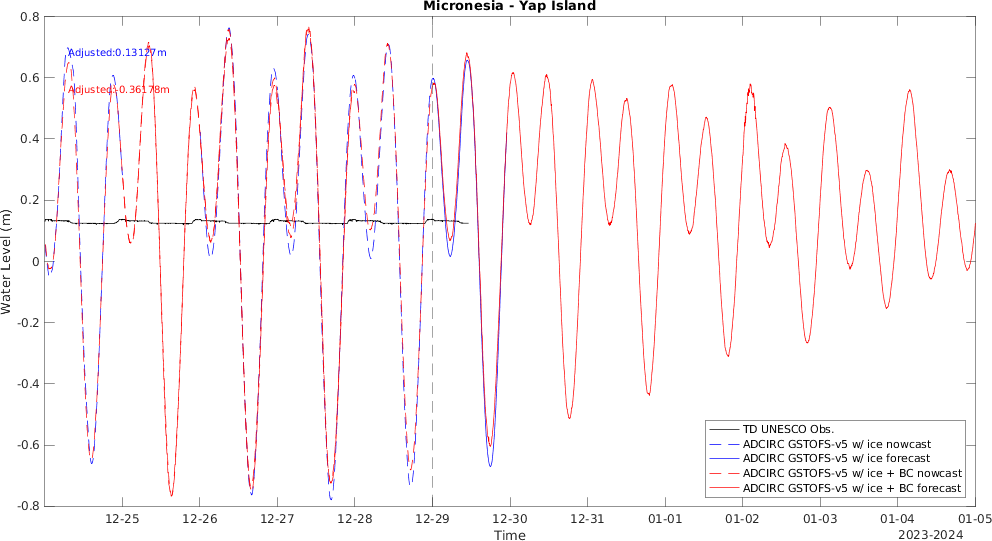 Micronesia - Yap Island
0.8
0.6
0.4
0.2
0
-0.2
-0.4
-0.6
-0.8
Water Level (m)
Adjusted:0.13127m
Adjusted:-0.36178m
TD UNESCO Obs.
ADCIRC GSTOFS-v5 w/ ice nowcast
ADCIRC GSTOFS-v5 w/ ice forecast
ADCIRC GSTOFS-v5 w/ ice + BC nowcast
ADCIRC GSTOFS-v5 w/ ice + BC forecast
12-25 12-26 12-27 12-28 12-29 12-30 12-31 01-01 01-02 01-03 01-04 01-05
Time
2023-2024